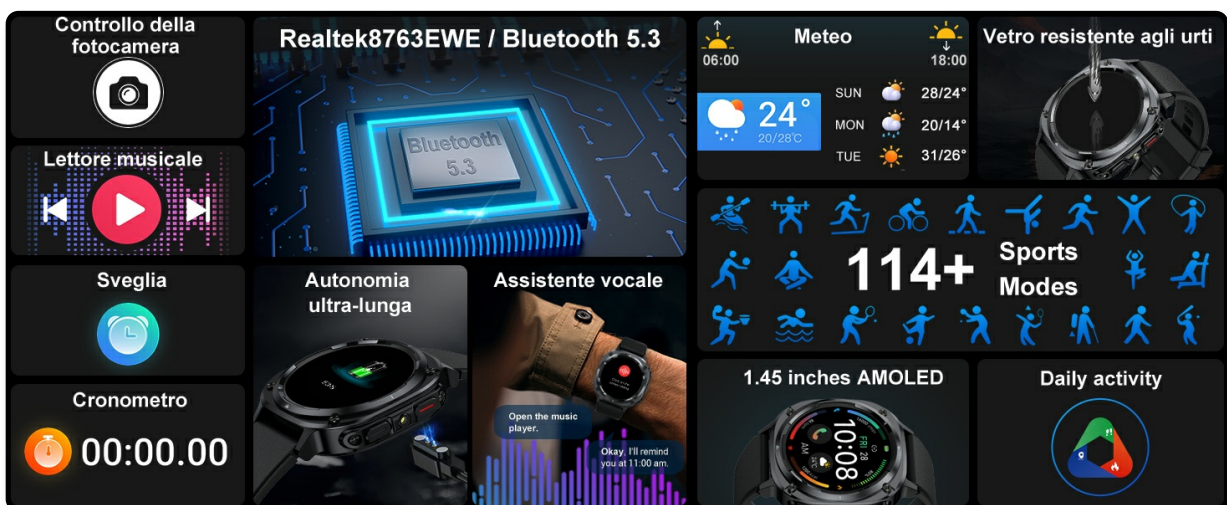 Controllo della
fotocamera
Lettore musicale
Sveglia
Cronometro
00:00.00
Realtek8763EWE / Bluetooth 5.3
Bluetooth
5.3
Autonomia
ultra-lunga
Assistente vocale
Open the music
player.
Okay, I'll remind
you at 11:00 am.
Meteo
06:00
18:00
24°
20/28°C
SUN 28/24°
MON 20/14°
TUE 31/26°
Vetro resistente agli urti
114+
Sports
Modes
1.45 inches AMOLED
FRI 28
10:08
AM
Daily activity